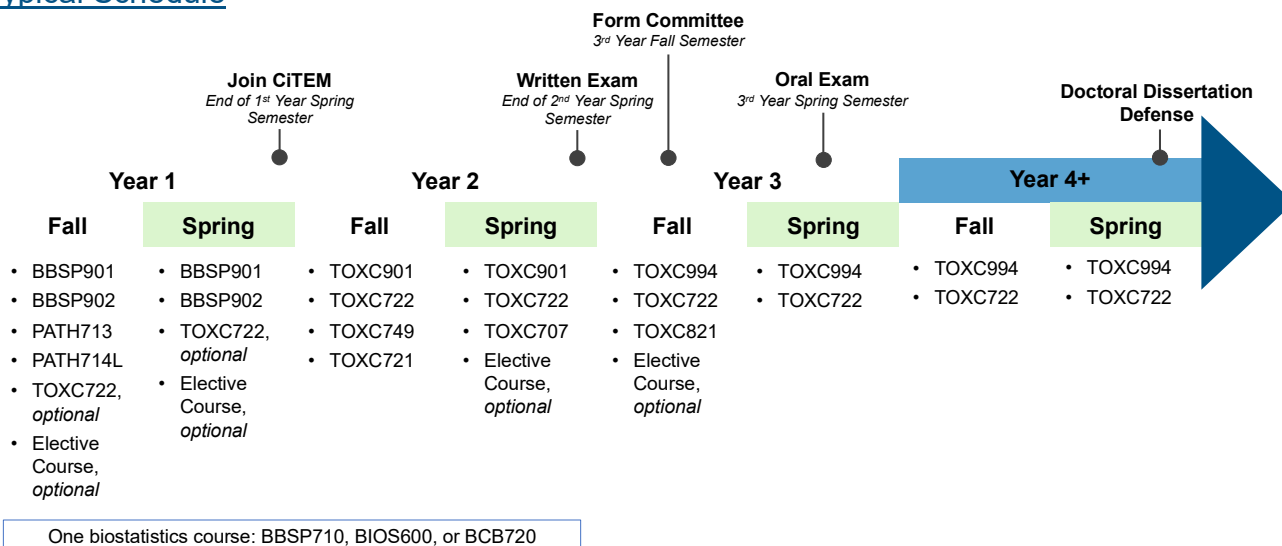 Typical Schedule
Form Committee
3rd Year Fall Semester
Join CiTEM
End of 1st Year Spring
Semester
Written Exam
End of 2nd Year Spring
Semester
Oral Exam
3rd Year Spring Semester
Doctoral Dissertation
Defense
Year 1
Year 2
Year 3
Year 4+
Fall
Spring
Fall
Spring
Fall
Spring
Fall
Spring
• BBSP901
• BBSP902
• PATH713
• PATH714L
• TOXC722,
optional
• Elective
Course,
optional
• BBSP901
• BBSP902
• TOXC722,
optional
• Elective
Course,
optional
• TOXC901
• TOXC722
• TOXC749
• TOXC721
• TOXC901
• TOXC722
• TOXC707
• Elective
Course,
optional
• TOXC994
• TOXC722
• TOXC821
• Elective
Course,
optional
• TOXC994
• TOXC722
• TOXC994
• TOXC722
• TOXC994
• TOXC722
One biostatistics course: BBSP710, BIOS600, or BCB720